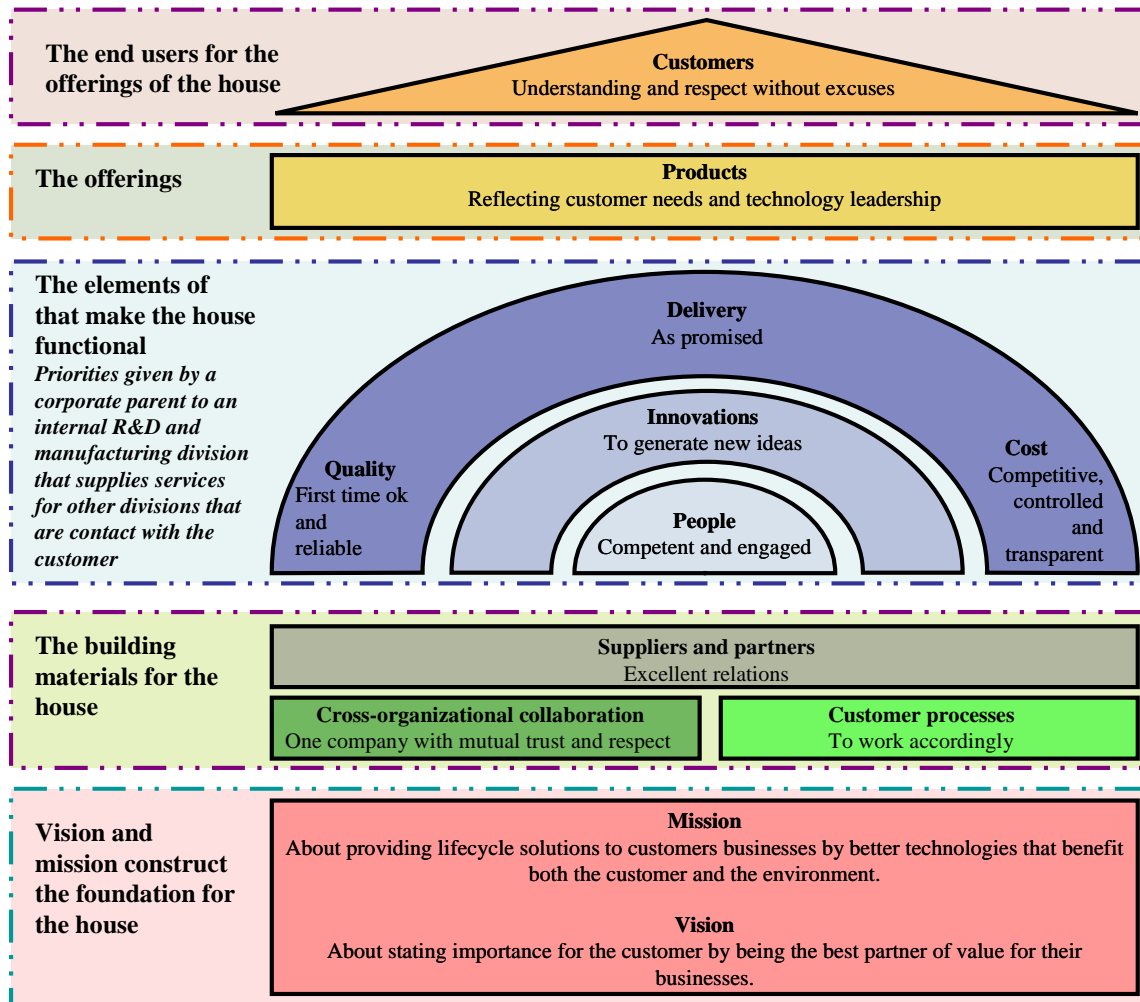 The end users for the
offerings of the house
Customers
Understanding and respect without excuses
The offerings
Products
Reflecting customer needs and technology leadership
The elements of
that make the house
functional
Priorities given by a
corporate parent to an
internal R&D and
manufacturing division
that supplies services
for other divisions that
are contact with the
customer
Delivery
As promised
Innovations
To generate new ideas
Quality
First time ok
and
reliable
Cost
Competitive,
controlled
and
transparent
People
Competent and engaged
The building
materials for the
house
Suppliers and partners
Excellent relations
Cross-organizational collaboration
One company with mutual trust and respect
Customer processes
To work accordingly
Vision and
mission construct
the foundation for
the house
Mission
About providing lifecycle solutions to customers businesses by better technologies that benefit
both the customer and the environment.
Vision
About stating importance for the customer by being the best partner of value for their
businesses.